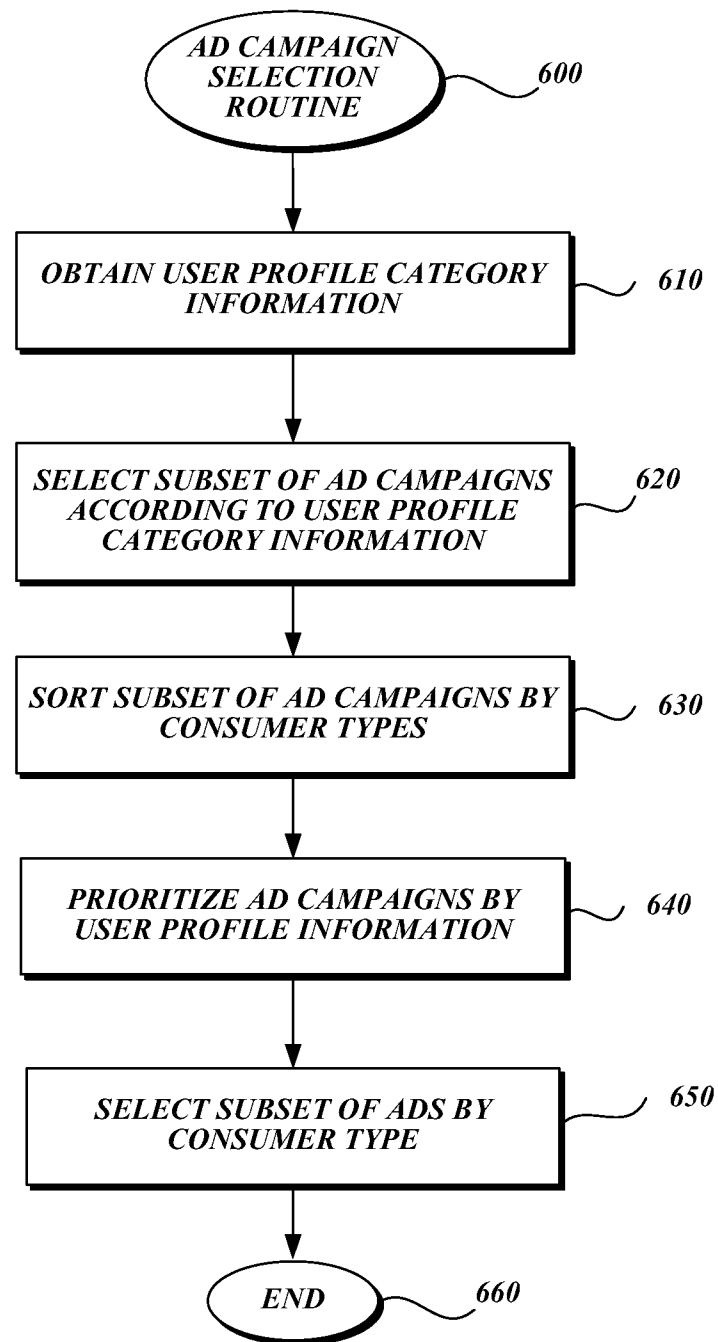 AD CAMPAIGN
SELECTION
ROUTINE
600
OBTAIN USER PROFILE CATEGORY
INFORMATION
610
SELECT SUBSET OF AD CAMPAIGNS
ACCORDING TO USER PROFILE
CATEGORY INFORMATION
620
SORT SUBSET OF AD CAMPAIGNS BY
CONSUMER TYPES
630
PRIORITIZE AD CAMPAIGNS BY
USER PROFILE INFORMATION
640
SELECT SUBSET OF ADS BY
CONSUMER TYPE
650
END
660